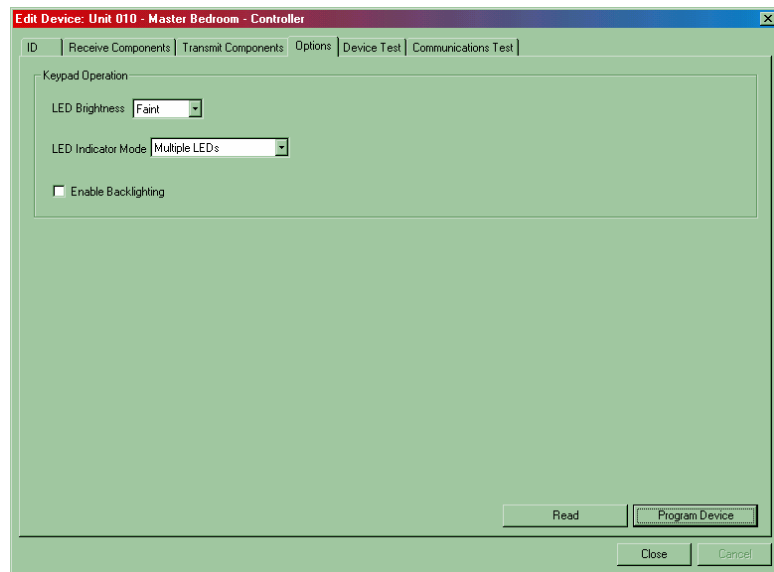 Edit Device: Unit 010 - Master Bedroom - Controller
ID Receive Components Transmit Components Options Device Test Communications Test
Keypad Operation
LED Brightness Faint
LED Indicator Mode Multiple LEDs
Enable Backlighting
Read Program Device
Close Cancel